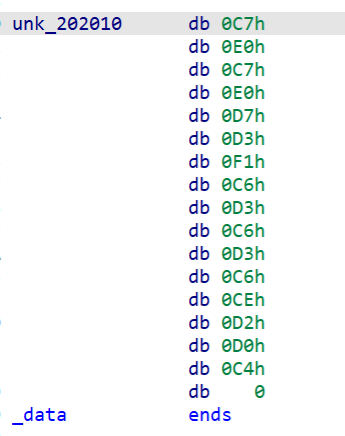 unk_202010 db 0C7h
db 0E0h
db 0C7h
db 0E0h
db 0D7h
db 0D3h
db 0F1h
db 0C6h
db 0D3h
db 0C6h
db 0D3h
db 0C6h
db 0CEh
db 0D2h
db 0D0h
db 0C4h
db 0
_data ends